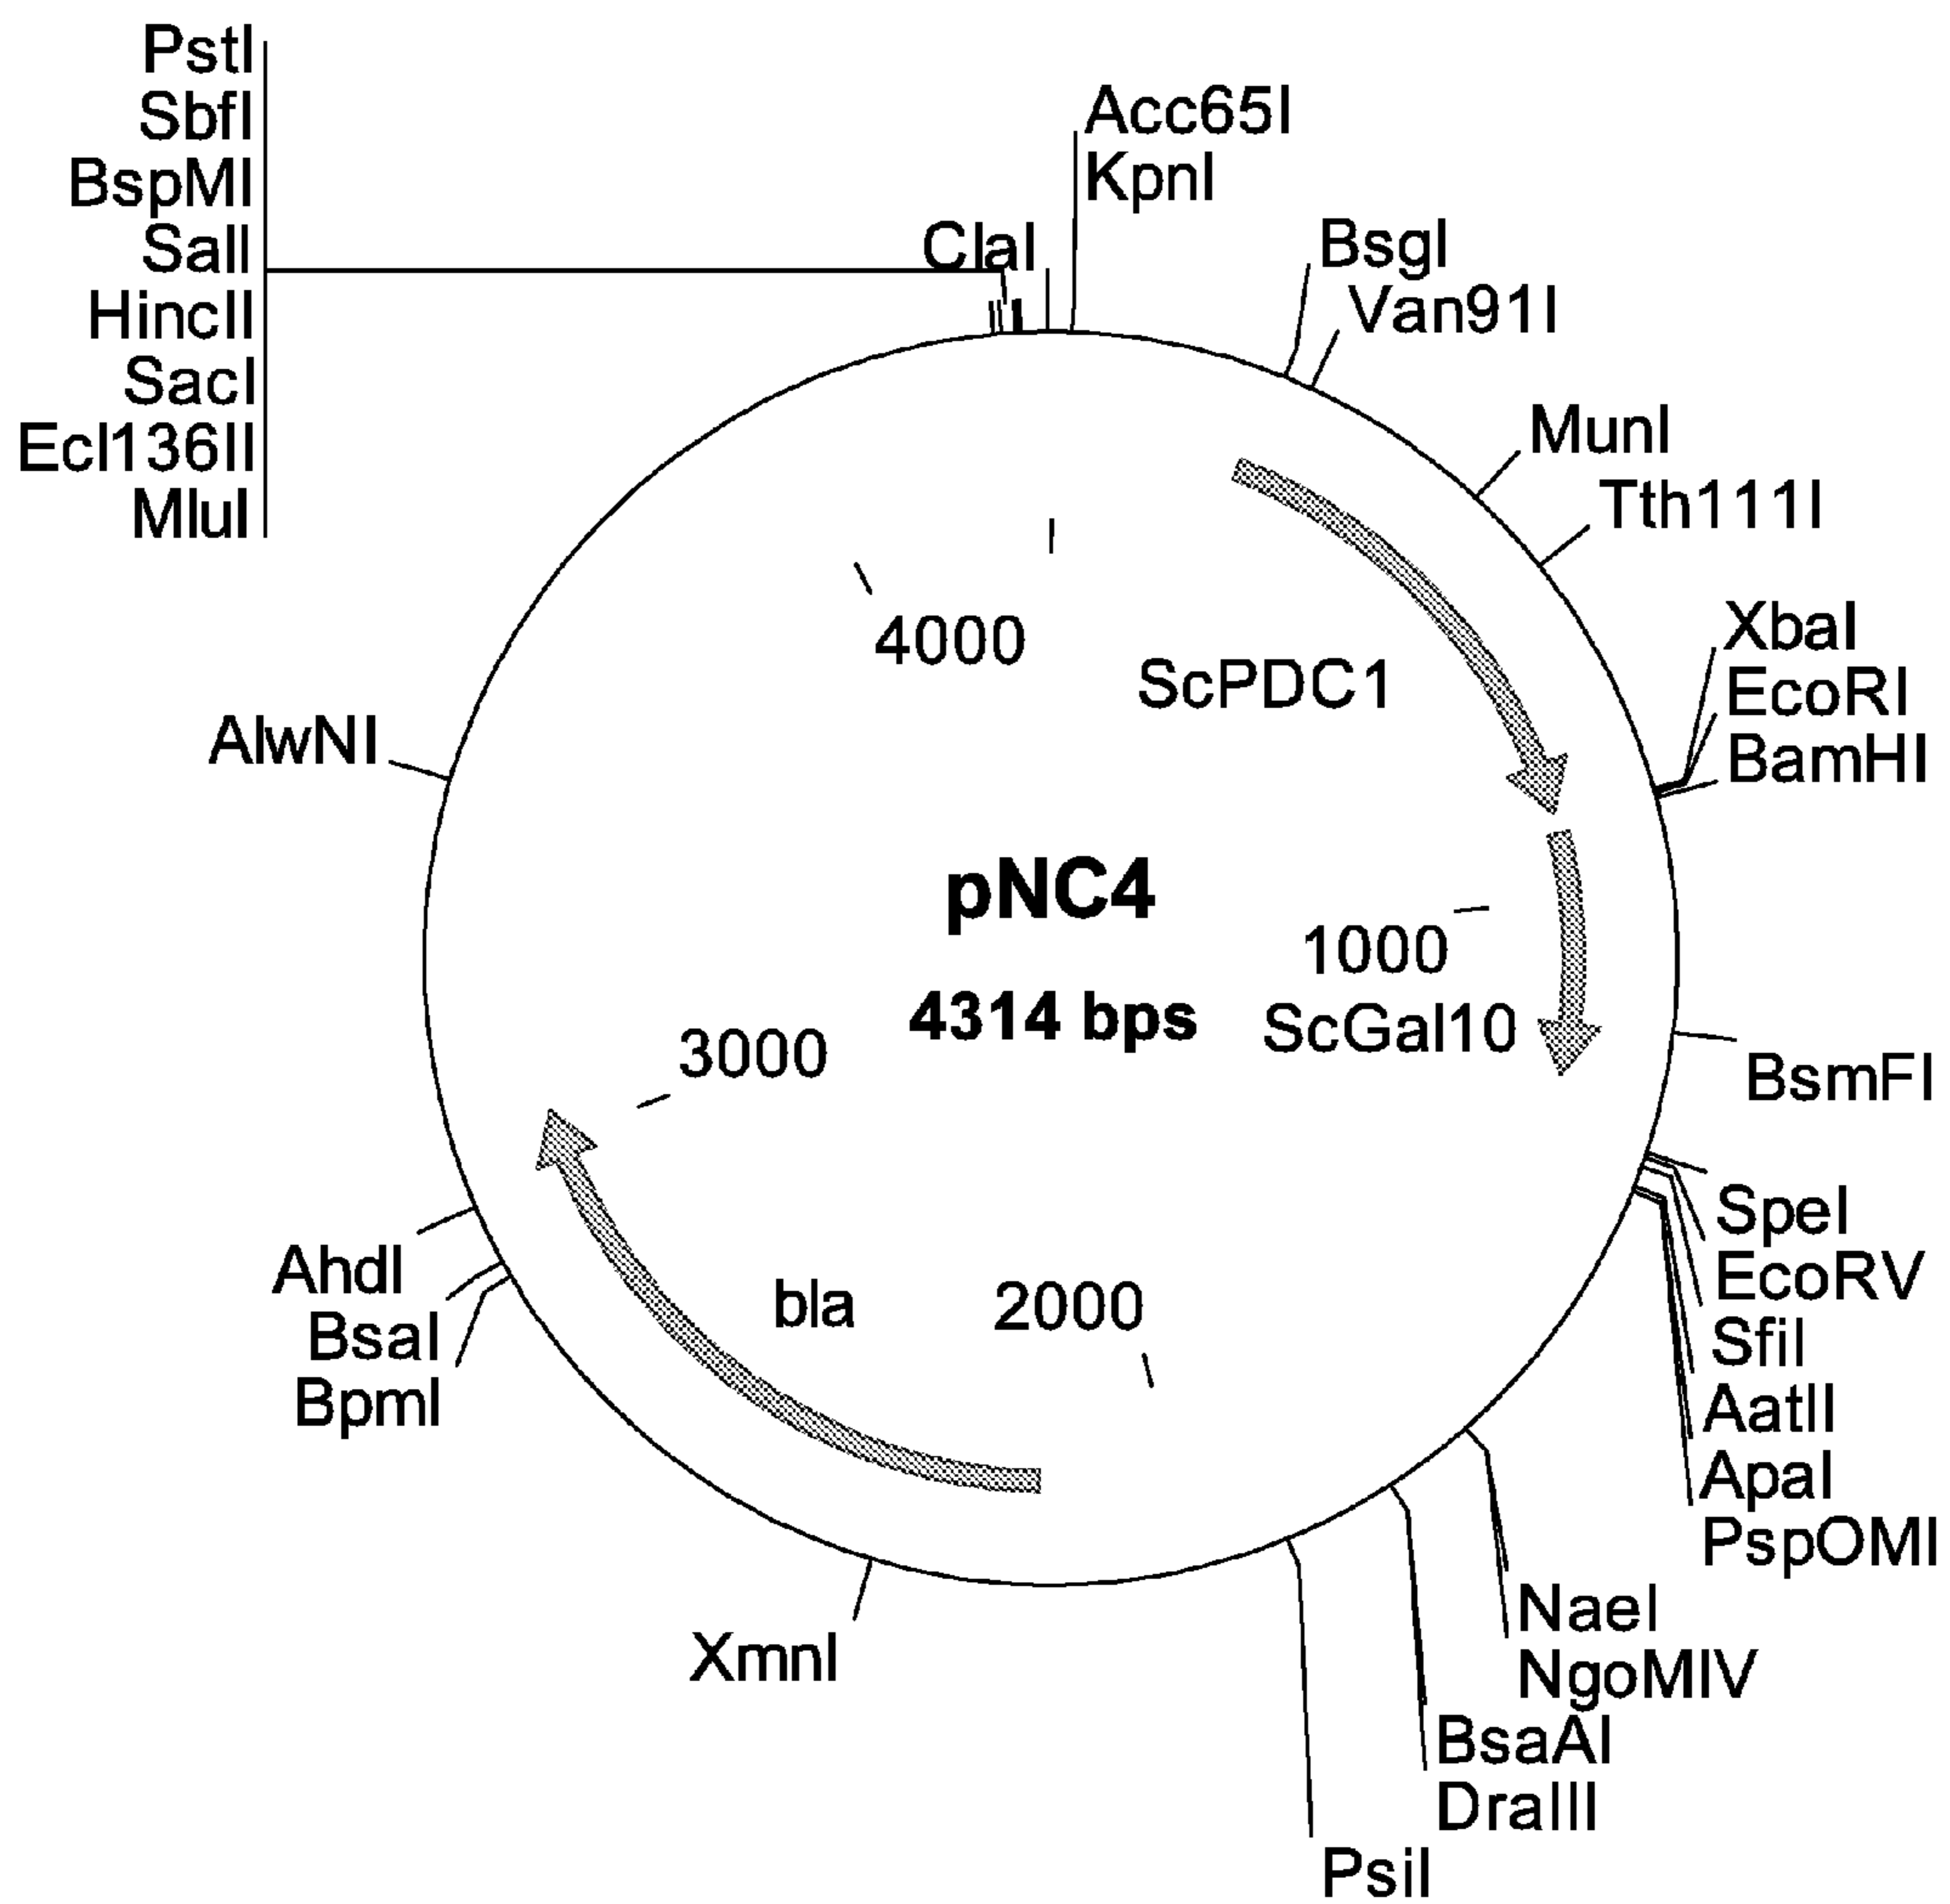 PstI
SbfI
BspMI
SalI
HincII
SacI
Ecl136II
MluI
ClaI
Acc65I
KpnI
BsgI
Van91I
MunI
Tth111I
XbaI
EcoRI
BamHI
BsmFI
SpeI
EcoRV
SfiI
AatII
ApaI
PspOMI
NaeI
NgoMIV
BsaAI
DraIII
PsiI
XmnI
BpmI
BsaI
AhdI
AlwNI
4000
ScPDC1
pNC4
4314 bps
1000
ScGal10
3000
bla
2000